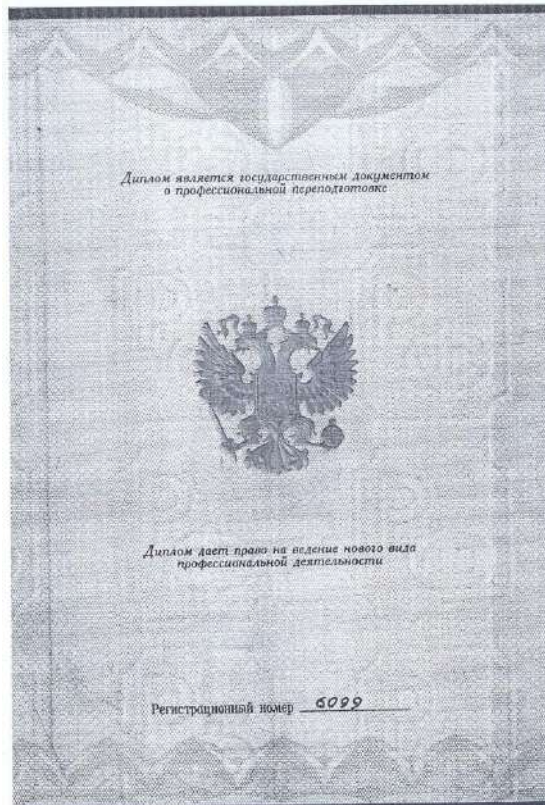 Диплом является государственным документом
о профессиональной переподготовке
Диплом дает право на ведение нового вида
профессиональной деятельности
Регистрационный номер 6099